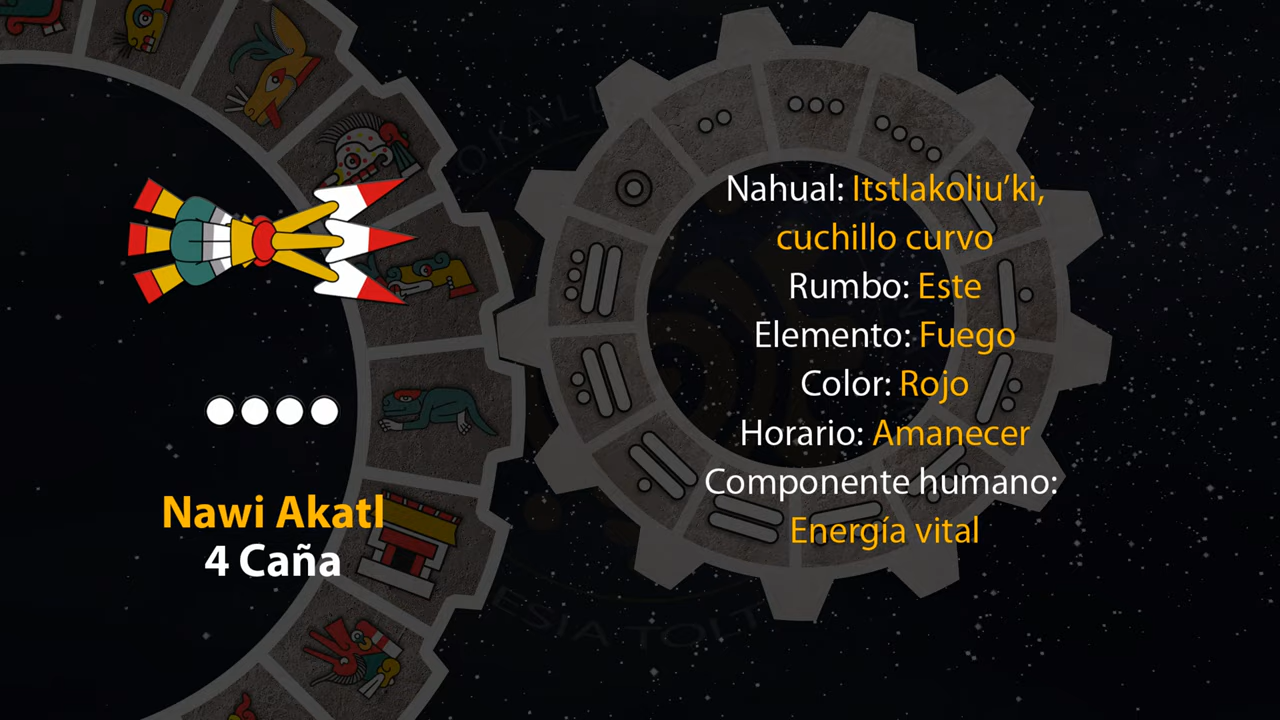 Nawi Akatl
4 Caña
Nahual: Itstlakoliu’ki,
cuchillo curvo
Rumbo: Este
Elemento: Fuego
Color: Rojo
Horario: Amanecer
Componente humano:
Energía vital